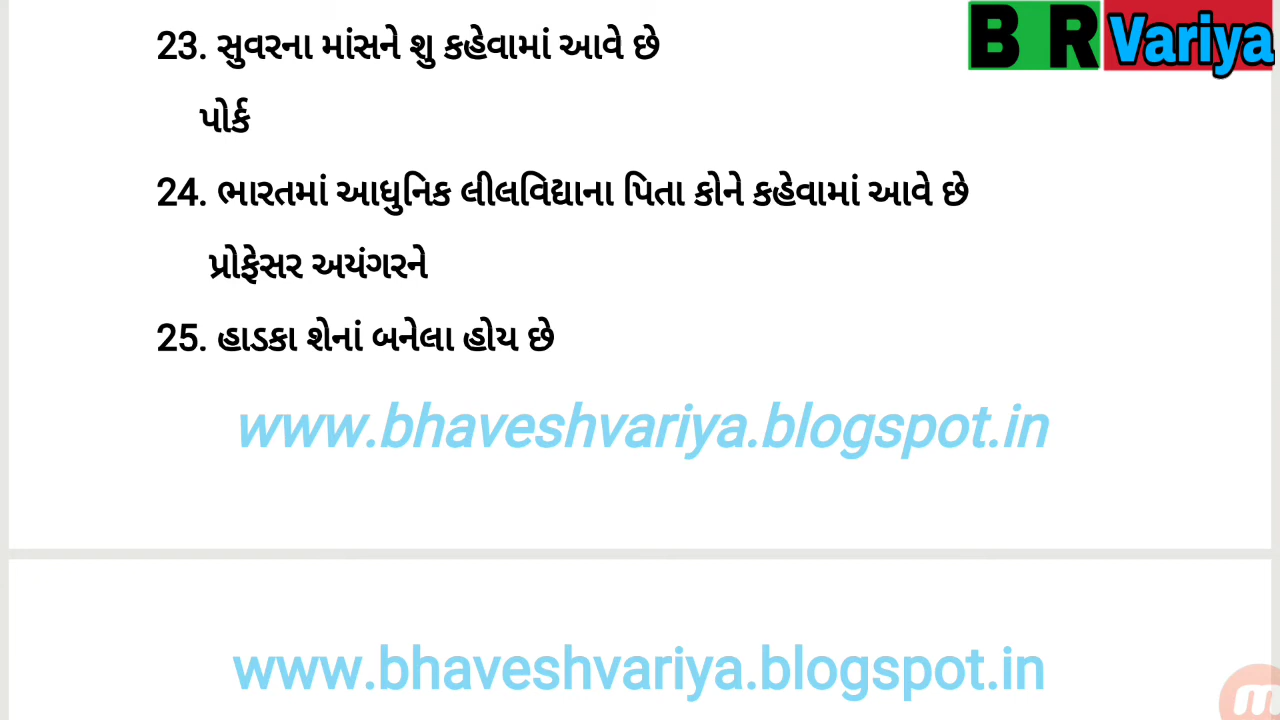 B R Variya
23. સુવરના માંસને શુ કહેવામાં આવે છે
પોર્ક
24. ભારતમાં આધુનિક લીલવિદ્યાના પિતા કોને કહેવામાં આવે છે
પ્રોફેસર અયંગરને
25. હાડકા શેનાં બનેલા હોય છે
www.bhaveshvariya.blogspot.in
www.bhaveshvariya.blogspot.in